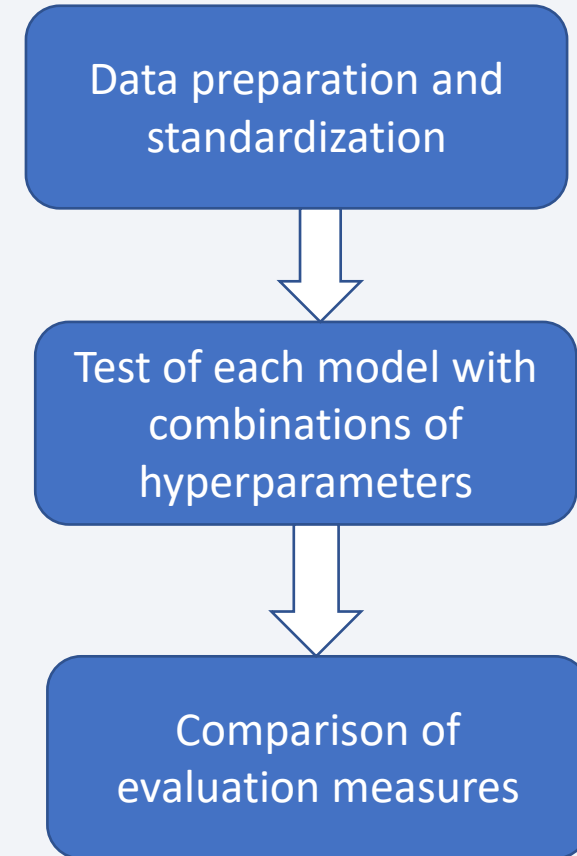 Data preparation and
standardization
Test of each model with
combinations of
hyperparameters
Comparison of
evaluation measures